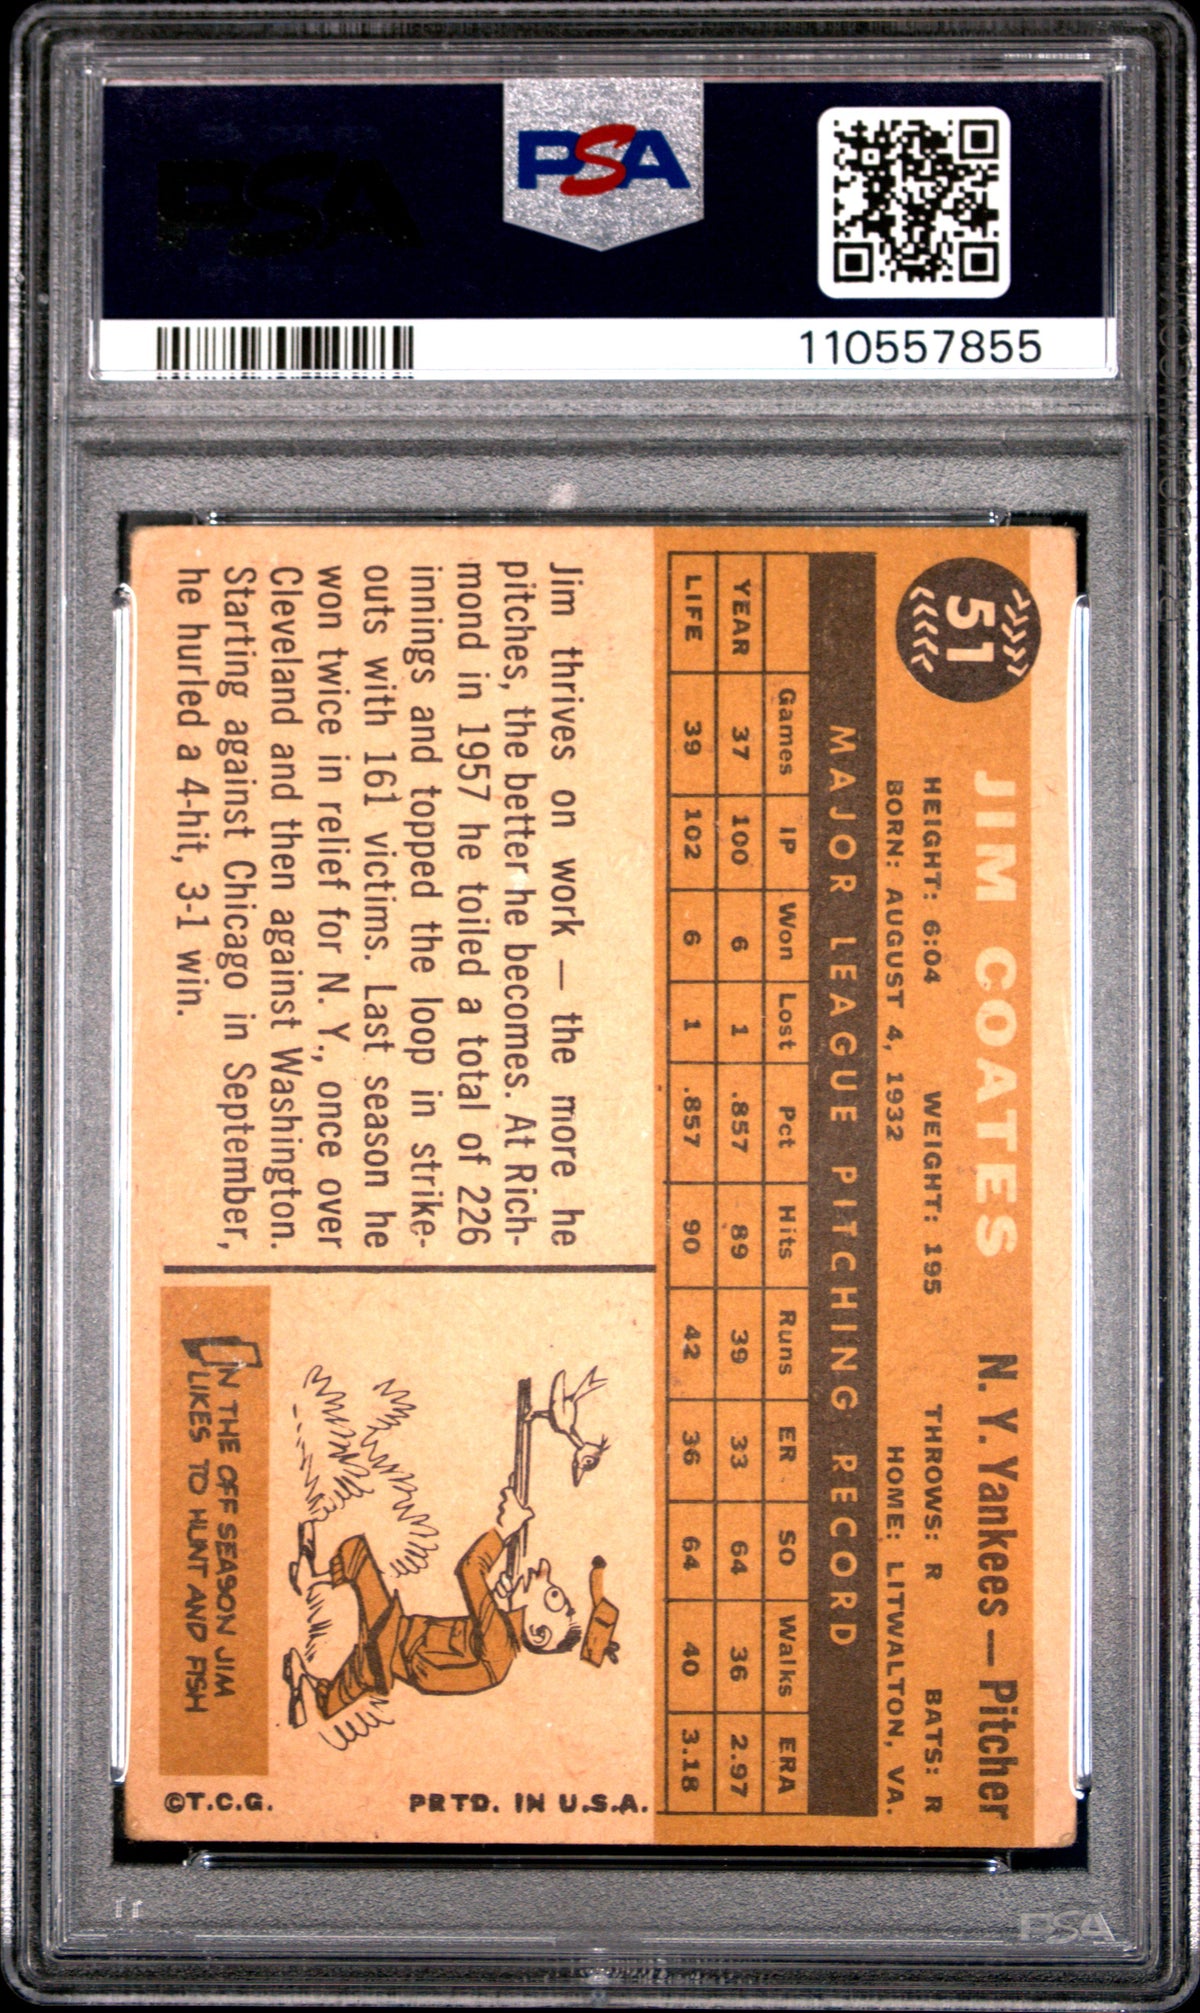 PSA
PSA
110557855
51
JIM COATES N. Y. Yankees — Pitcher
HEIGHT: 6:04 WEIGHT: 195 THROWS: R BATS: R
BORN: AUGUST 4, 1932 HOME: LITWALTON, VA.
MAJOR LEAGUE PITCHING RECORD
Games IP Won Lost Pct Hits Runs ER SO Walks ERA
YEAR 37 100 6 1 .857 89 39 33 64 36 2.97
LIFE 39 102 6 1 .857 90 42 36 64 40 3.18
Jim thrives on work — the more he
pitches, the better he becomes. At Rich-
mond in 1957 he toiled a total of 226
innings and topped the loop in strike-
outs with 161 victims. Last season he
won twice in relief for N. Y., once over
Cleveland and then against Washington.
Starting against Chicago in September,
he hurled a 4-hit, 3-1 win.
IN THE OFF SEASON JIM
LIKES TO HUNT AND FISH
©T.C.G. PRTD. IN U.S.A.
PSA